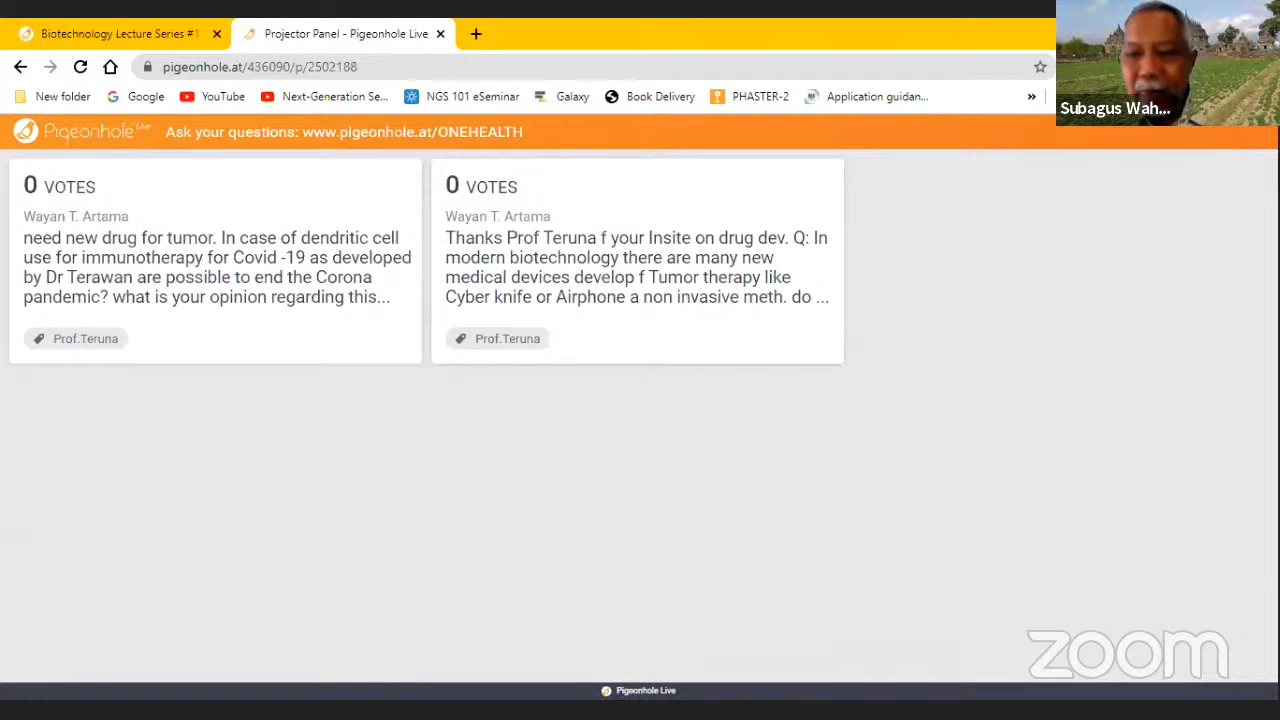 Biotechnology Lecture Series #1
Projector Panel - Pigeonhole Live
pigeonhole.at/436090/p/2502188
New folder
Google
YouTube
Next-Generation Se...
NGS 101 eSeminar
Galaxy
Book Delivery
PHASTER-2
Application guidan...
»
Subagus Wah...
Pigeonhole Live
Ask your questions: www.pigeonhole.at/ONEHEALTH
0 VOTES
Wayan T. Artama
need new drug for tumor. In case of dendritic cell
use for immunotherapy for Covid -19 as developed
by Dr Terawan are possible to end the Corona
pandemic? what is your opinion regarding this...
Prof.Teruna
0 VOTES
Wayan T. Artama
Thanks Prof Teruna f your Insite on drug dev. Q: In
modern biotechnology there are many new
medical devices develop f Tumor therapy like
Cyber knife or Airphone a non invasive meth. do ...
Prof.Teruna
zoom
Pigeonhole Live